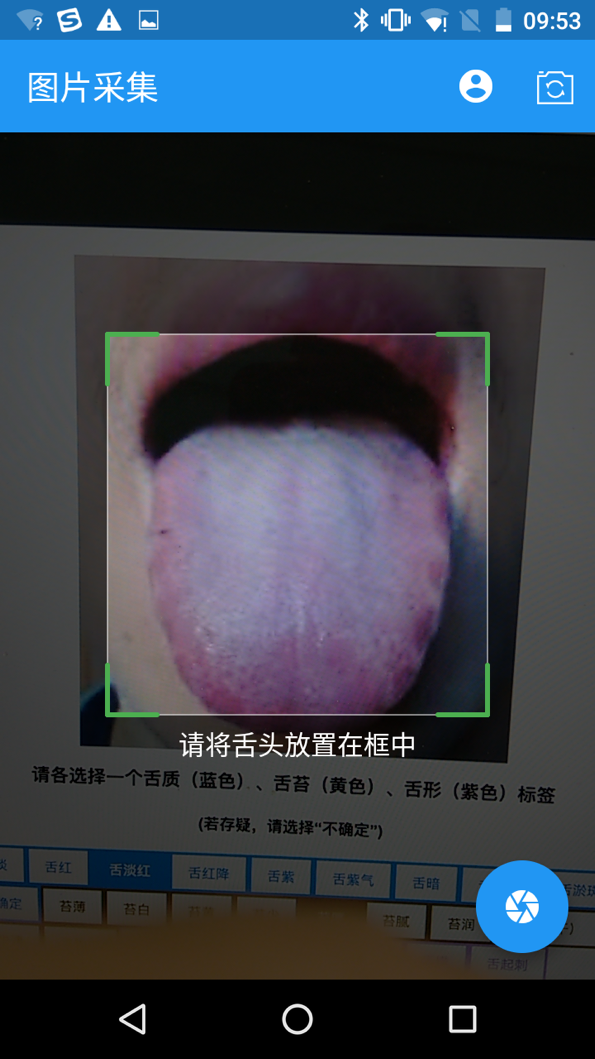 09:53
图片采集
请将舌头放置在框中
请各选择一个舌质（蓝色）、舌苔（黄色）、舌形（紫色）标签
(若存疑，请选择“不确定”)
舌红 舌淡红 舌红降 舌紫 舌紫气 舌暗
确定 苔薄 苔白 苔腻 苔润
舌起刺